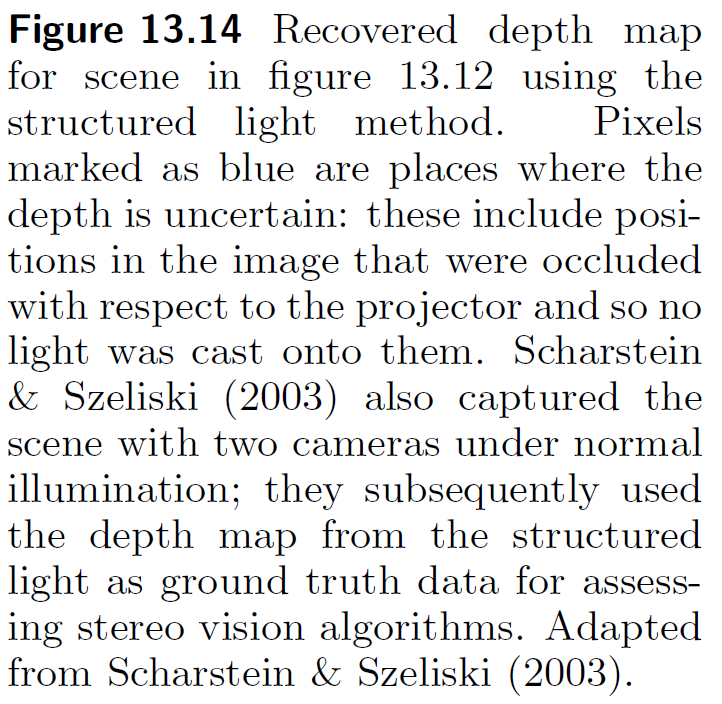 Figure 13.14 Recovered depth map
for scene in figure 13.12 using the
structured light method. Pixels
marked as blue are places where the
depth is uncertain: these include posi-
tions in the image that were occluded
with respect to the projector and so no
light was cast onto them. Scharstein
& Szeliski (2003) also captured the
scene with two cameras under normal
illumination; they subsequently used
the depth map from the structured
light as ground truth data for assess-
ing stereo vision algorithms. Adapted
from Scharstein & Szeliski (2003).